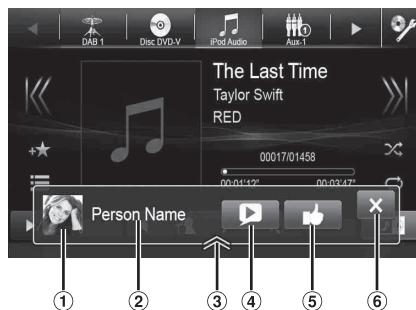 DAB 1
Disc DVD-V
iPod Audio
1
Aux-1
The Last Time
Taylor Swift
RED
00017/01458
00:01'12"
00:03'47"
Person Name
1
2
3
4
5
6